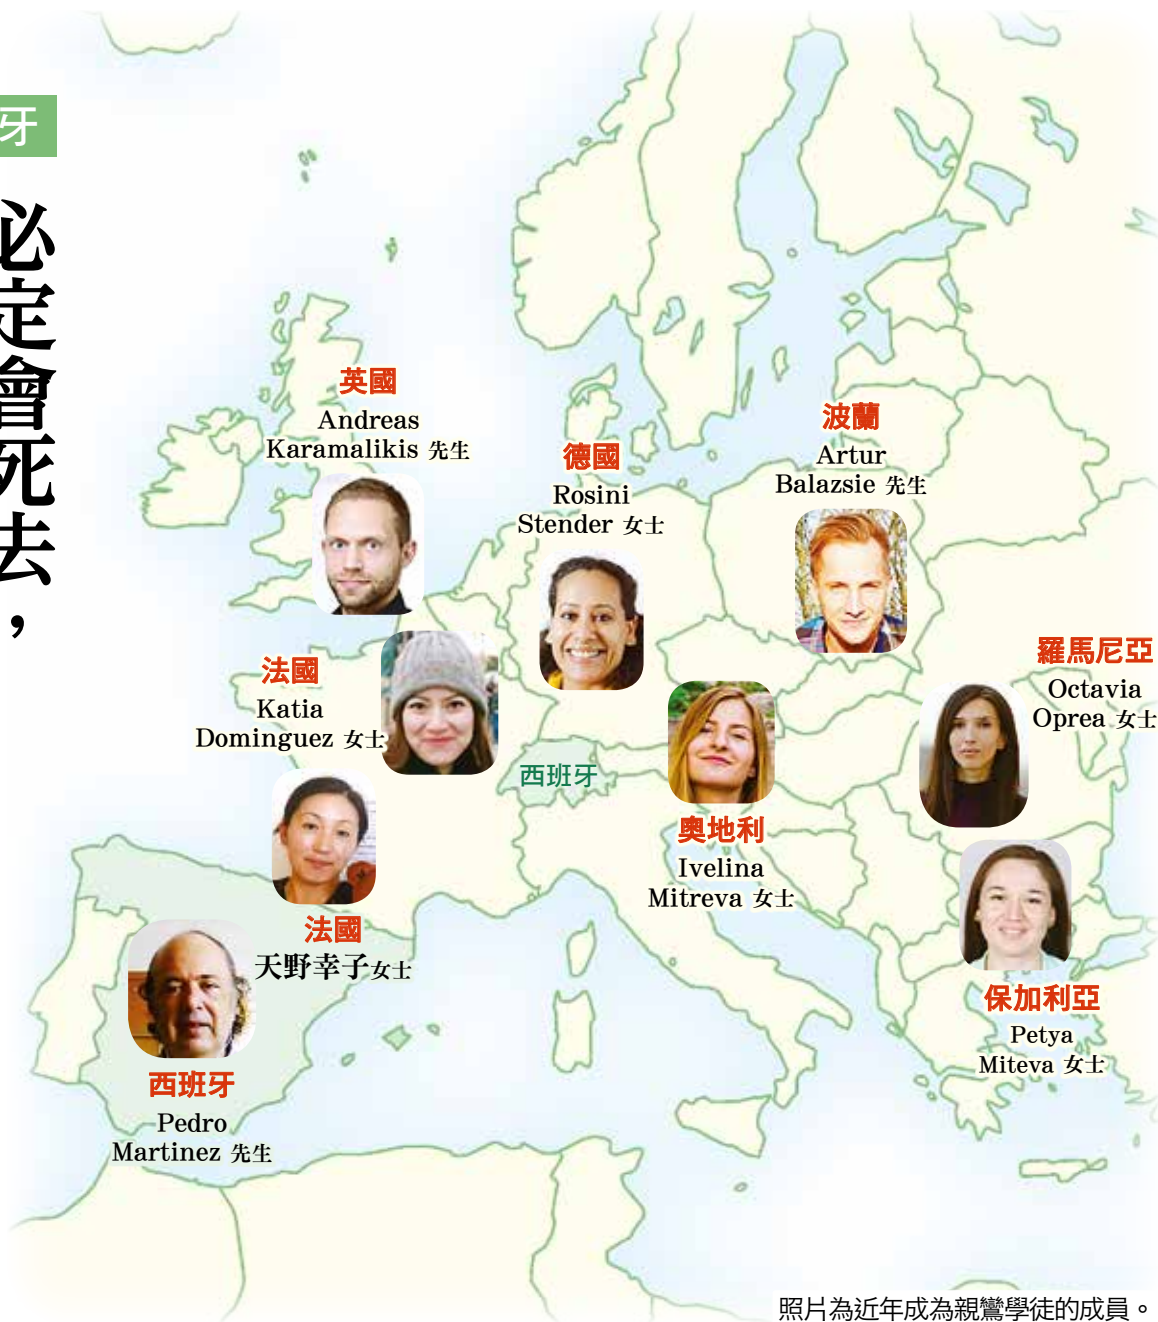 牙
必定會死去，
英國
Andreas
Karamalikis 先生
波蘭
Artur
Balazsie 先生
德國
Rosini
Stender 女士
羅馬尼亞
Octavia
Oprea 女士
法國
Katia
Dominguez 女士
西班牙
奧地利
Ivelina
Mitreva 女士
法國
天野幸子女士
保加利亞
Petya
Miteva 女士
西班牙
Pedro
Martinez 先生
照片為近年成為親鸞學徒的成員。